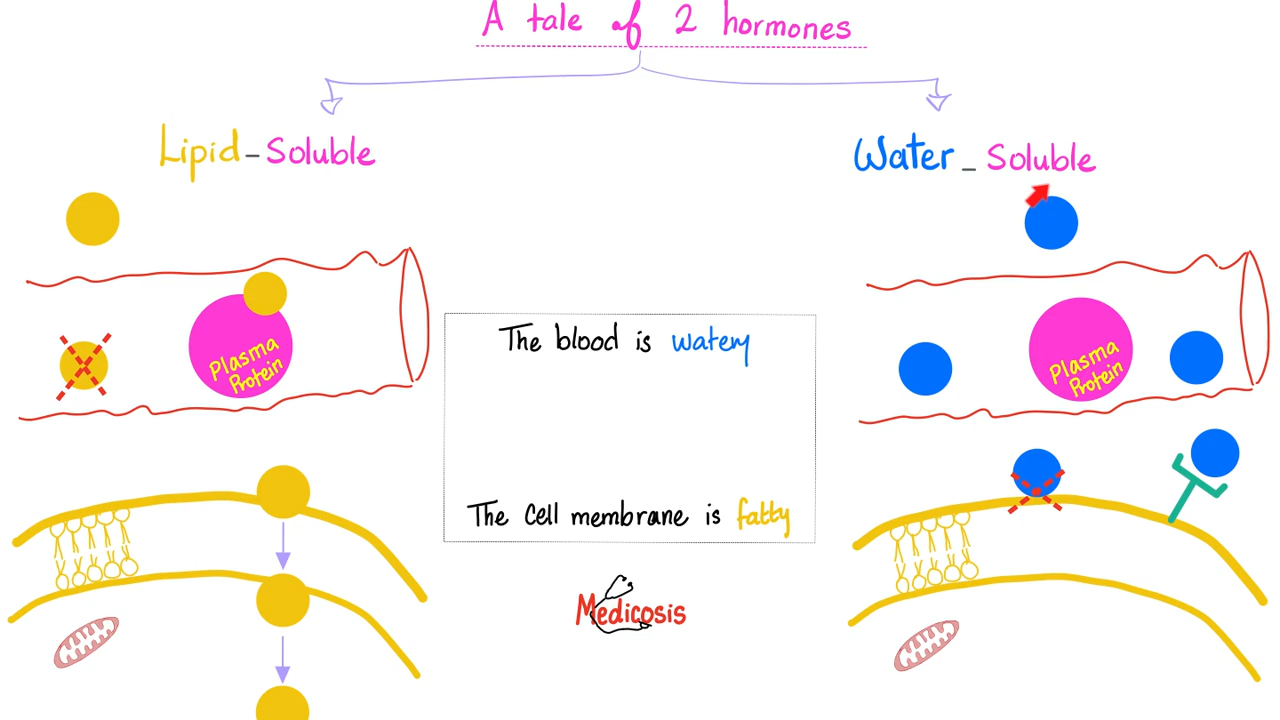 A tale of 2 hormones
Lipid-Soluble
Water-Soluble
Plasma
Protein
Plasma
Protein
The blood is watery
The Cell membrane is fatty
Medicosis